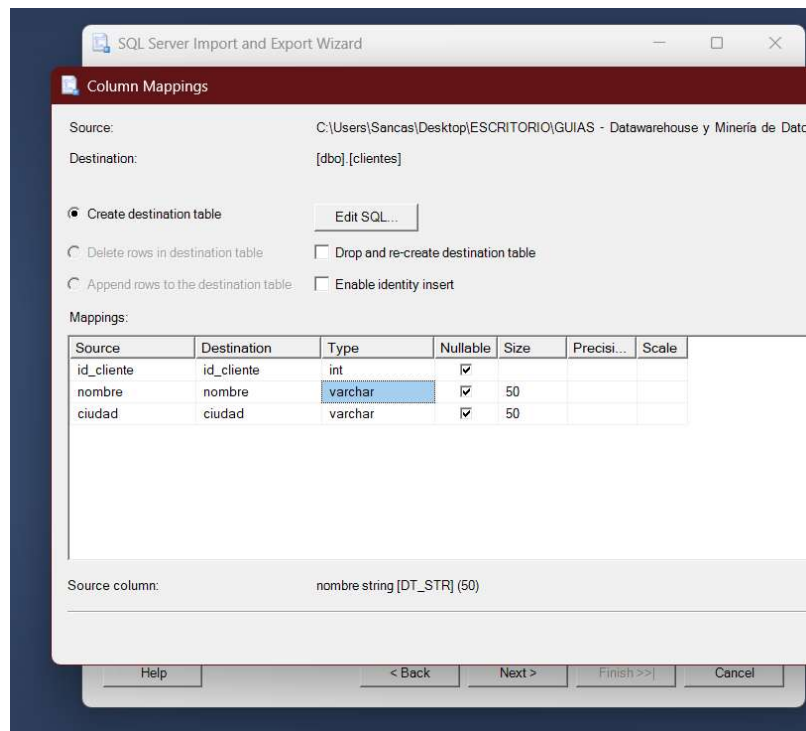 SQL Server Import and Export Wizard
Column Mappings
Source: C:\Users\Sancas\Desktop\ESCRITORIO\GUIAS - Datawarehouse y Minería de Dato
Destination: [dbo].[clientes]
Create destination table Edit SQL...
Delete rows in destination table Drop and re-create destination table
Append rows to the destination table Enable identity insert
Mappings:
Source Destination Type Nullable Size Precisi... Scale
id_cliente id_cliente int
nombre nombre varchar 50
ciudad ciudad varchar 50
Source column: nombre string [DT_STR] (50)
Help < Back Next > Finish >>| Cancel